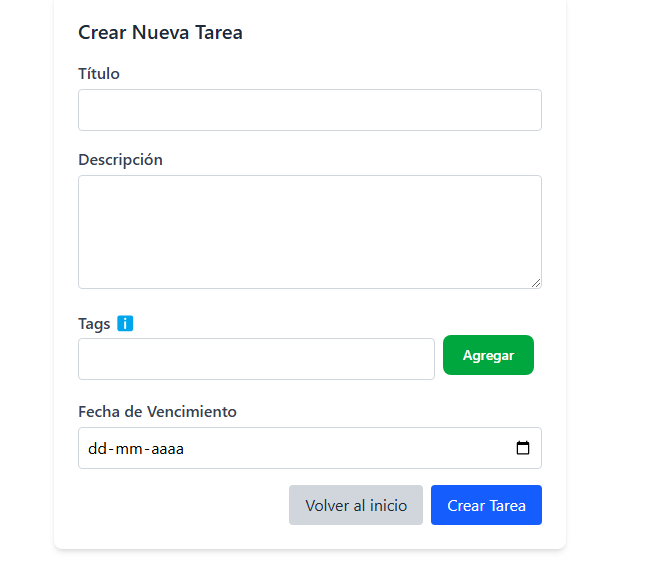 Crear Nueva Tarea
Título
Descripción
Tags ℹ️
Agregar
Fecha de Vencimiento
dd-mm-aaaa
Volver al inicio Crear Tarea